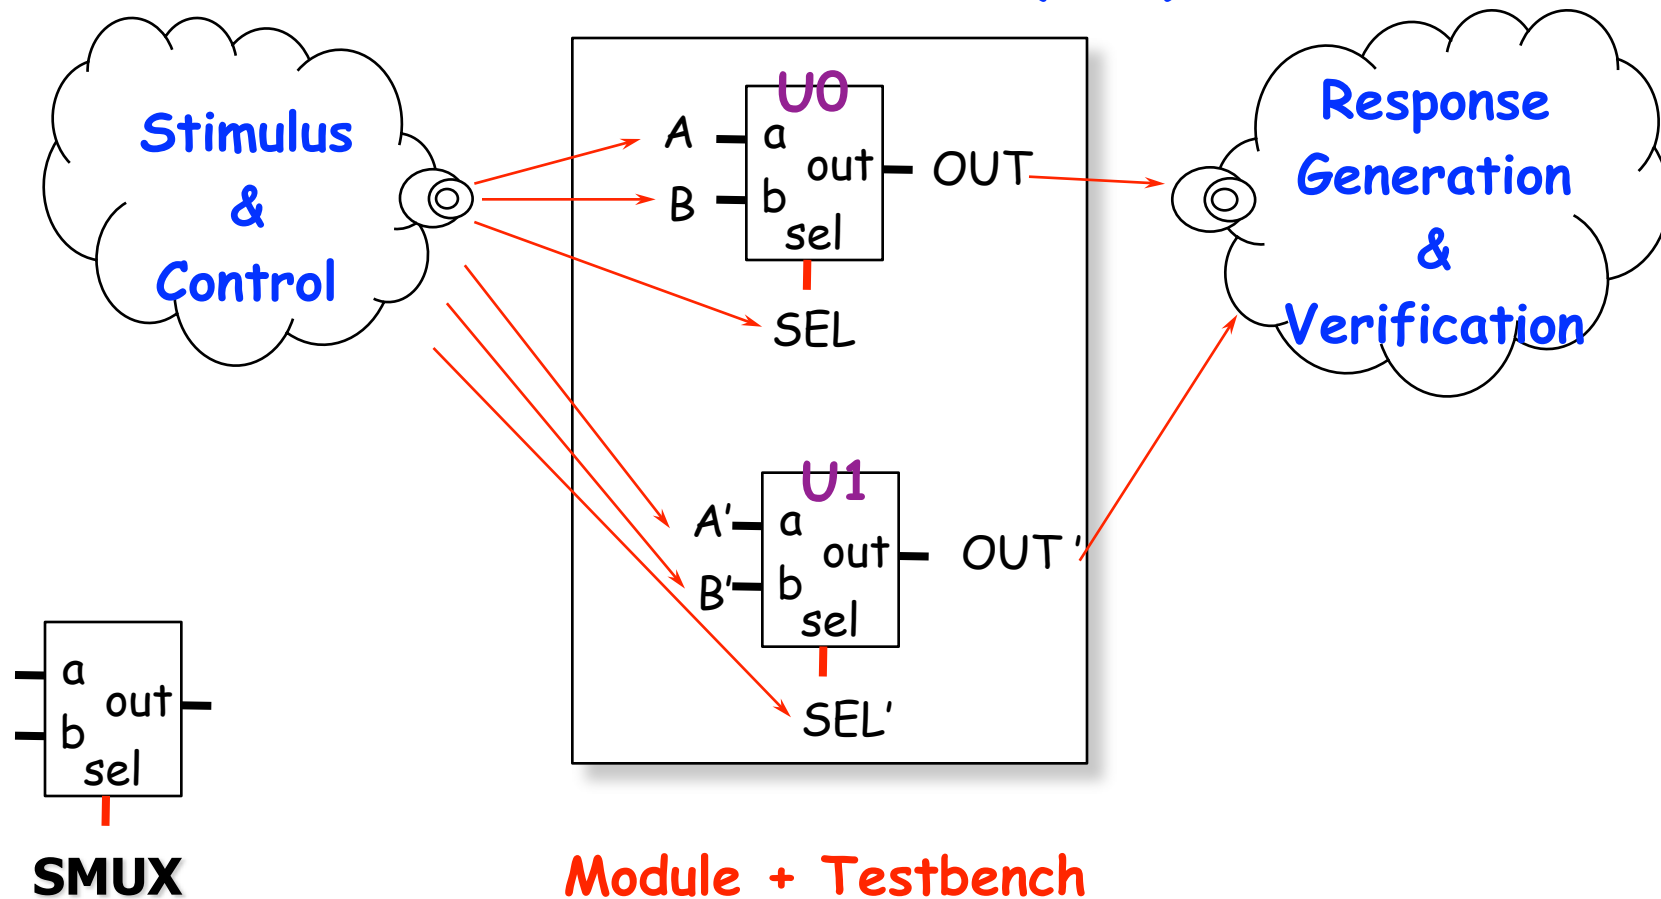 Stimulus
&
Control
U0
A
a
out
OUT
B
b
sel
SEL
Response
Generation
&
Verification
U1
A'
a
out
OUT '
B'
b
sel
SEL'
a
out
b
sel
SMUX
Module + Testbench